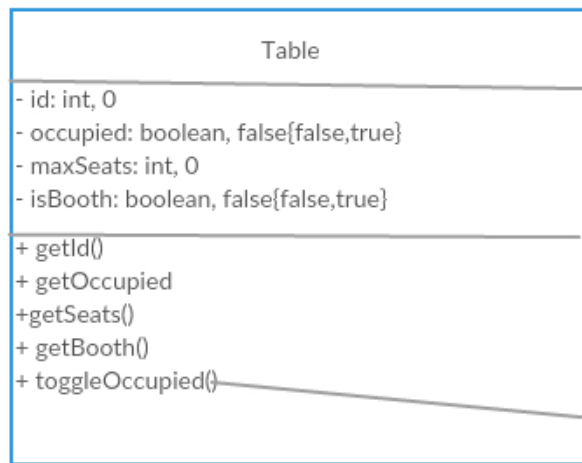 Table
- id: int, 0
- occupied: boolean, false{false,true}
- maxSeats: int, 0
- isBooth: boolean, false{false,true}
+ getId()
+ getOccupied
+getSeats()
+ getBooth()
+ toggleOccupied()